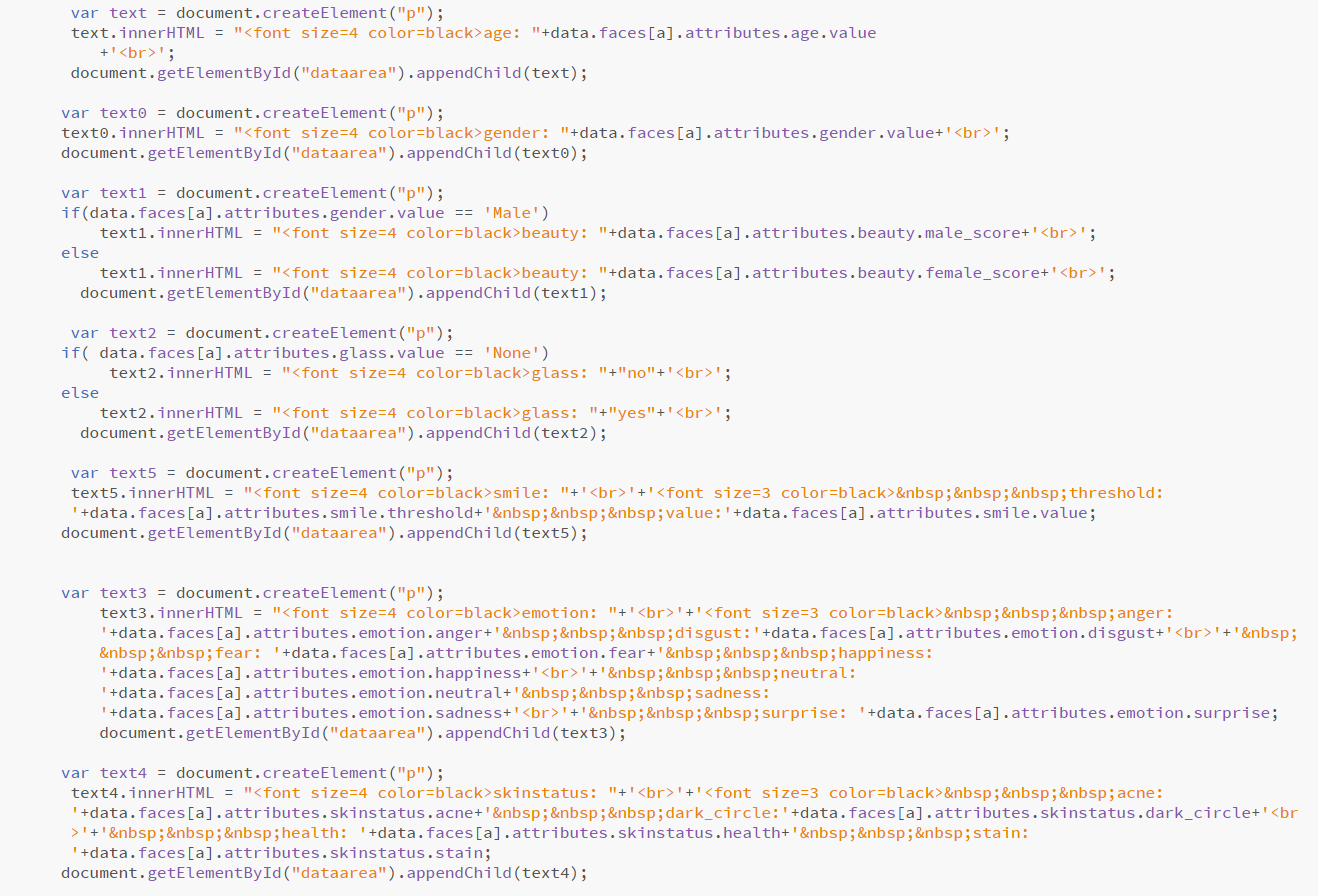 var text = document.createElement("p");
text.innerHTML = "<font size=4 color=black>age: "+data.faces[a].attributes.age.value
+'<br>';
document.getElementById("dataarea").appendChild(text);
var text0 = document.createElement("p");
text0.innerHTML = "<font size=4 color=black>gender: "+data.faces[a].attributes.gender.value+'<br>';
document.getElementById("dataarea").appendChild(text0);
var text1 = document.createElement("p");
if(data.faces[a].attributes.gender.value == 'Male')
text1.innerHTML = "<font size=4 color=black>beauty: "+data.faces[a].attributes.beauty.male_score+'<br>';
else
text1.innerHTML = "<font size=4 color=black>beauty: "+data.faces[a].attributes.beauty.female_score+'<br>';
document.getElementById("dataarea").appendChild(text1);
var text2 = document.createElement("p");
if( data.faces[a].attributes.glass.value == 'None')
text2.innerHTML = "<font size=4 color=black>glass: "+"no"+'<br>';
else
text2.innerHTML = "<font size=4 color=black>glass: "+"yes"+'<br>';
document.getElementById("dataarea").appendChild(text2);
var text5 = document.createElement("p");
text5.innerHTML = "<font size=4 color=black>smile: "+'<br>'+'<font size=3 color=black>&nbsp;&nbsp;&nbsp;threshold:
'+data.faces[a].attributes.smile.threshold+'&nbsp;&nbsp;&nbsp;value:'+data.faces[a].attributes.smile.value;
document.getElementById("dataarea").appendChild(text5);
var text3 = document.createElement("p");
text3.innerHTML = "<font size=4 color=black>emotion: "+'<br>'+'<font size=3 color=black>&nbsp;&nbsp;&nbsp;anger:
'+data.faces[a].attributes.emotion.anger+'&nbsp;&nbsp;&nbsp;disgust:'+data.faces[a].attributes.emotion.disgust+'<br>'+'&nbsp;
&nbsp;&nbsp;fear: '+data.faces[a].attributes.emotion.fear+'&nbsp;&nbsp;&nbsp;happiness:
'+data.faces[a].attributes.emotion.happiness+'<br>'+'&nbsp;&nbsp;&nbsp;neutral:
'+data.faces[a].attributes.emotion.neutral+'&nbsp;&nbsp;&nbsp;sadness:
'+data.faces[a].attributes.emotion.sadness+'<br>'+'&nbsp;&nbsp;&nbsp;surprise: '+data.faces[a].attributes.emotion.surprise;
document.getElementById("dataarea").appendChild(text3);
var text4 = document.createElement("p");
text4.innerHTML = "<font size=4 color=black>skinstatus: "+'<br>'+'<font size=3 color=black>&nbsp;&nbsp;&nbsp;acne:
'+data.faces[a].attributes.skinstatus.acne+'&nbsp;&nbsp;&nbsp;dark_circle:'+data.faces[a].attributes.skinstatus.dark_circle+'<br
>'+'&nbsp;&nbsp;&nbsp;health: '+data.faces[a].attributes.skinstatus.health+'&nbsp;&nbsp;&nbsp;stain:
'+data.faces[a].attributes.skinstatus.stain;
document.getElementById("dataarea").appendChild(text4);